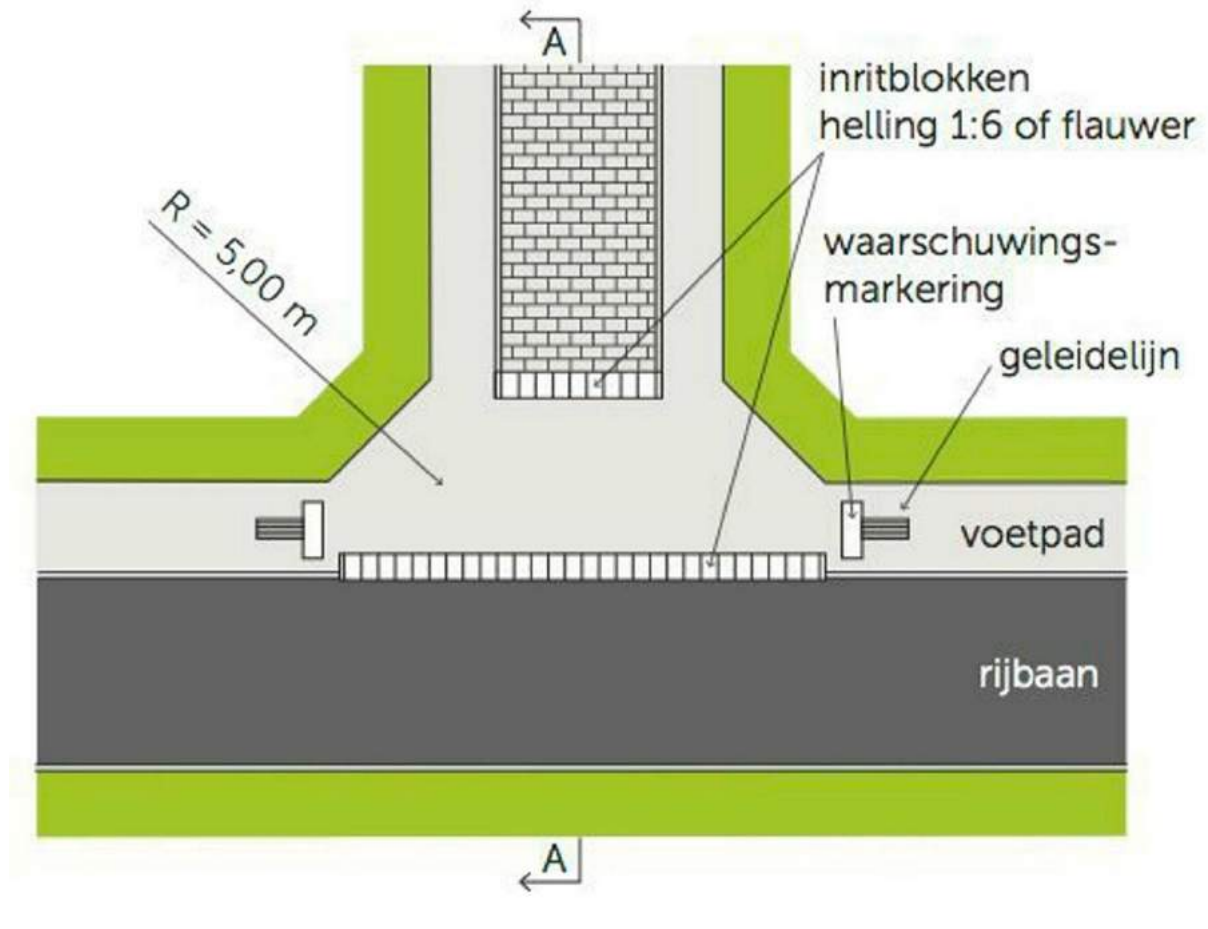 A
inritblokken
helling 1:6 of flauwer
R = 5,00 m
waarschuwings-
markering
geleidelijn
voetpad
rijbaan
A